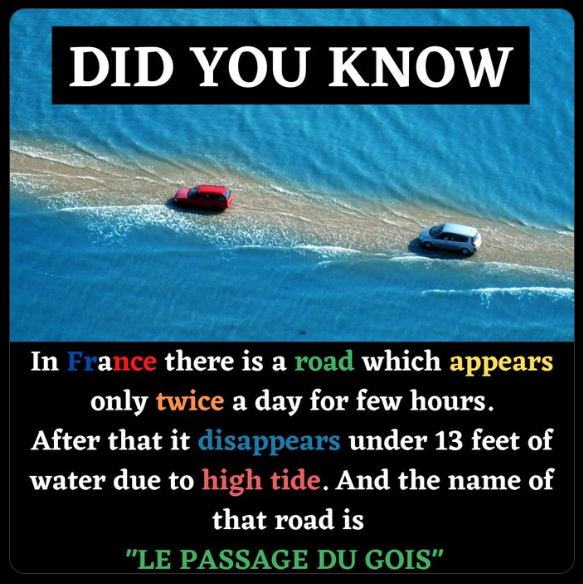 DID YOU KNOW
In France there is a road which appears
only twice a day for few hours.
After that it disappears under 13 feet of
water due to high tide. And the name of
that road is
"LE PASSAGE DU GOIS"